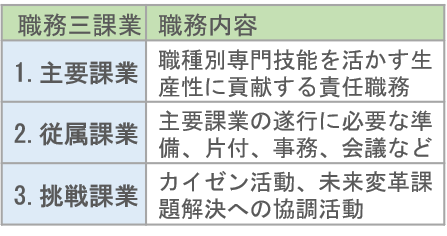 職務三課業 職務内容
1.主要課業 職種別専門技能を活かす生
産性に貢献する責任職務
2.従属課業 主要課業の遂行に必要な準
備、片付、事務、会議など
3.挑戦課業 カイゼン活動、未来変革課
題解決への協調活動